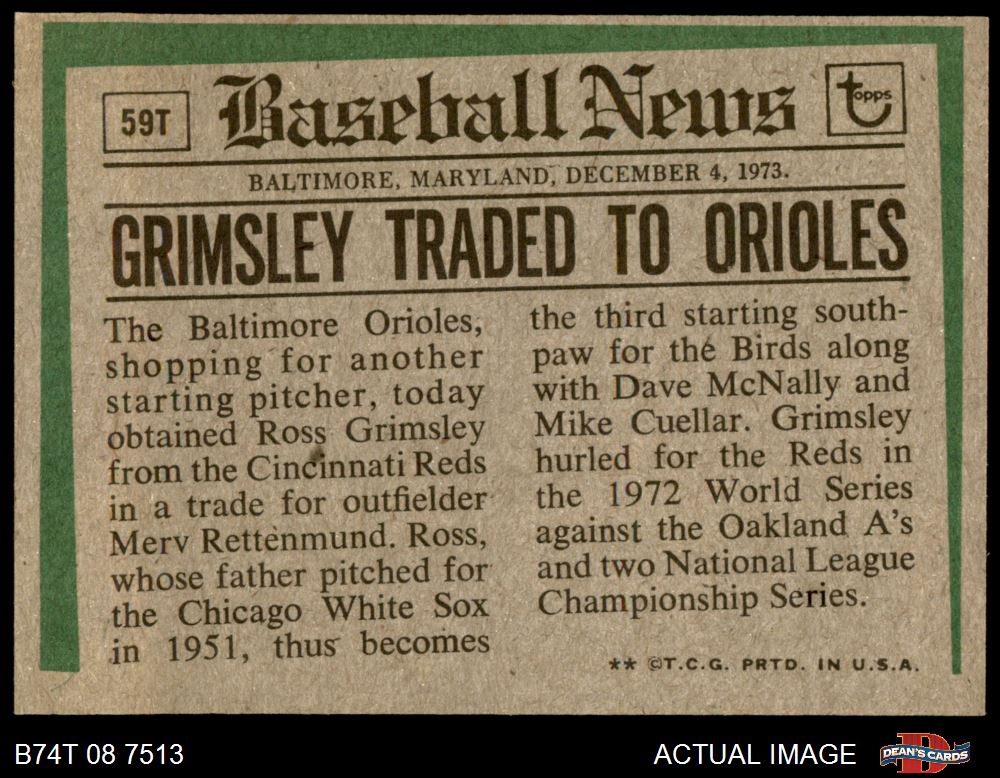 59T
Baseball News
topps
BALTIMORE, MARYLAND, DECEMBER 4, 1973.
GRIMSLEY TRADED TO ORIOLES
The Baltimore Orioles,
shopping for another
starting pitcher, today
obtained Ross Grimsley
from the Cincinnati Reds
in a trade for outfielder
Merv Rettenmund. Ross,
whose father pitched for
the Chicago White Sox
in 1951, thus becomes
the third starting south-
paw for the Birds along
with Dave McNally and
Mike Cuellar. Grimsley
hurled for the Reds in
the 1972 World Series
against the Oakland A's
and two National League
Championship Series.
** ©T.C.G. PRTD. IN U.S.A.
B74T 08 7513
ACTUAL IMAGE
D
DEAN'S CARDS